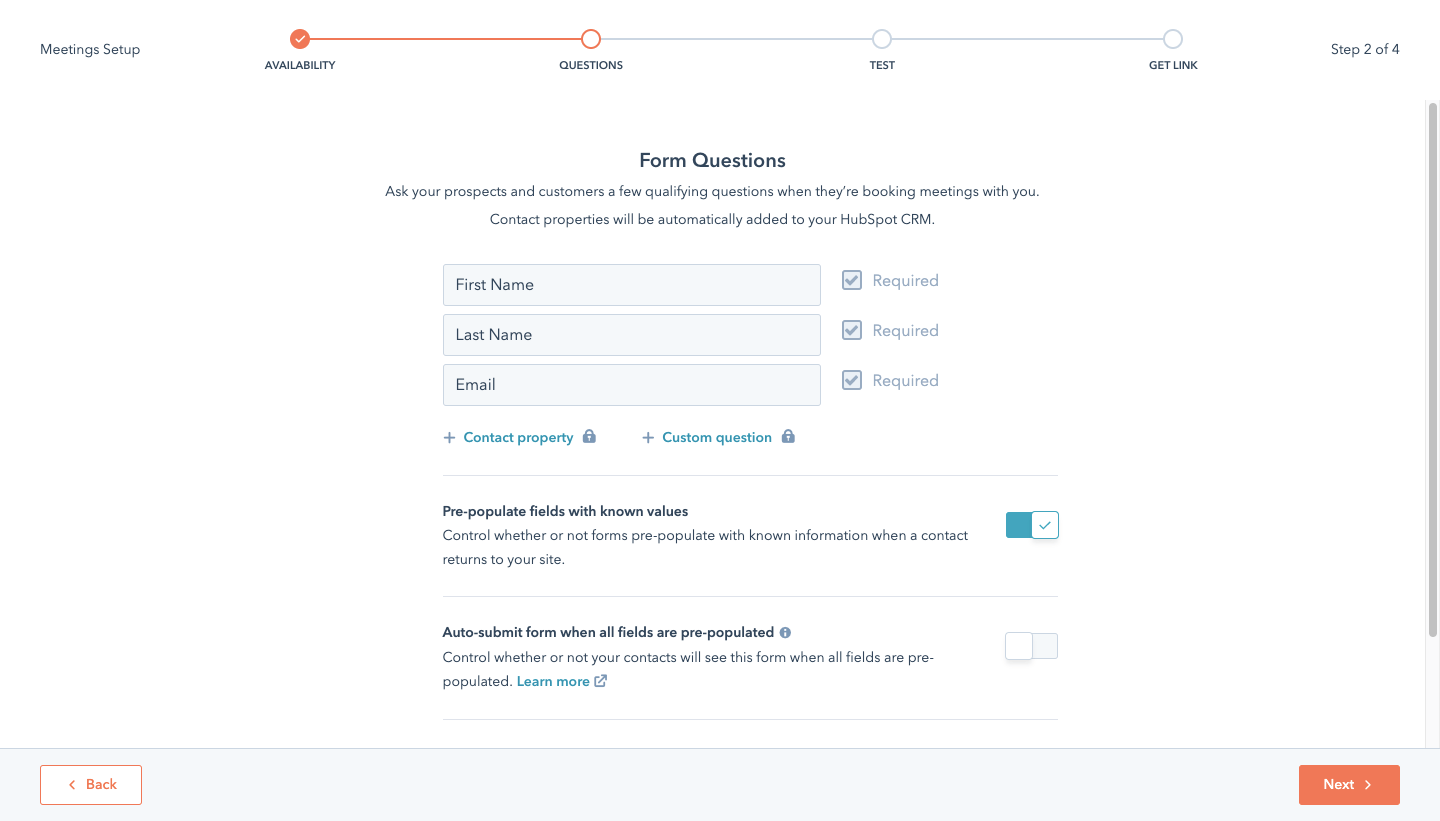 Meetings Setup
AVAILABILITY
QUESTIONS
TEST
GET LINK
Step 2 of 4
Form Questions
Ask your prospects and customers a few qualifying questions when they’re booking meetings with you.
Contact properties will be automatically added to your HubSpot CRM.
First Name
Required
Last Name
Required
Email
Required
+ Contact property
+ Custom question
Pre-populate fields with known values
Control whether or not forms pre-populate with known information when a contact
returns to your site.
Auto-submit form when all fields are pre-populated
Control whether or not your contacts will see this form when all fields are pre-
populated. Learn more
Back
Next